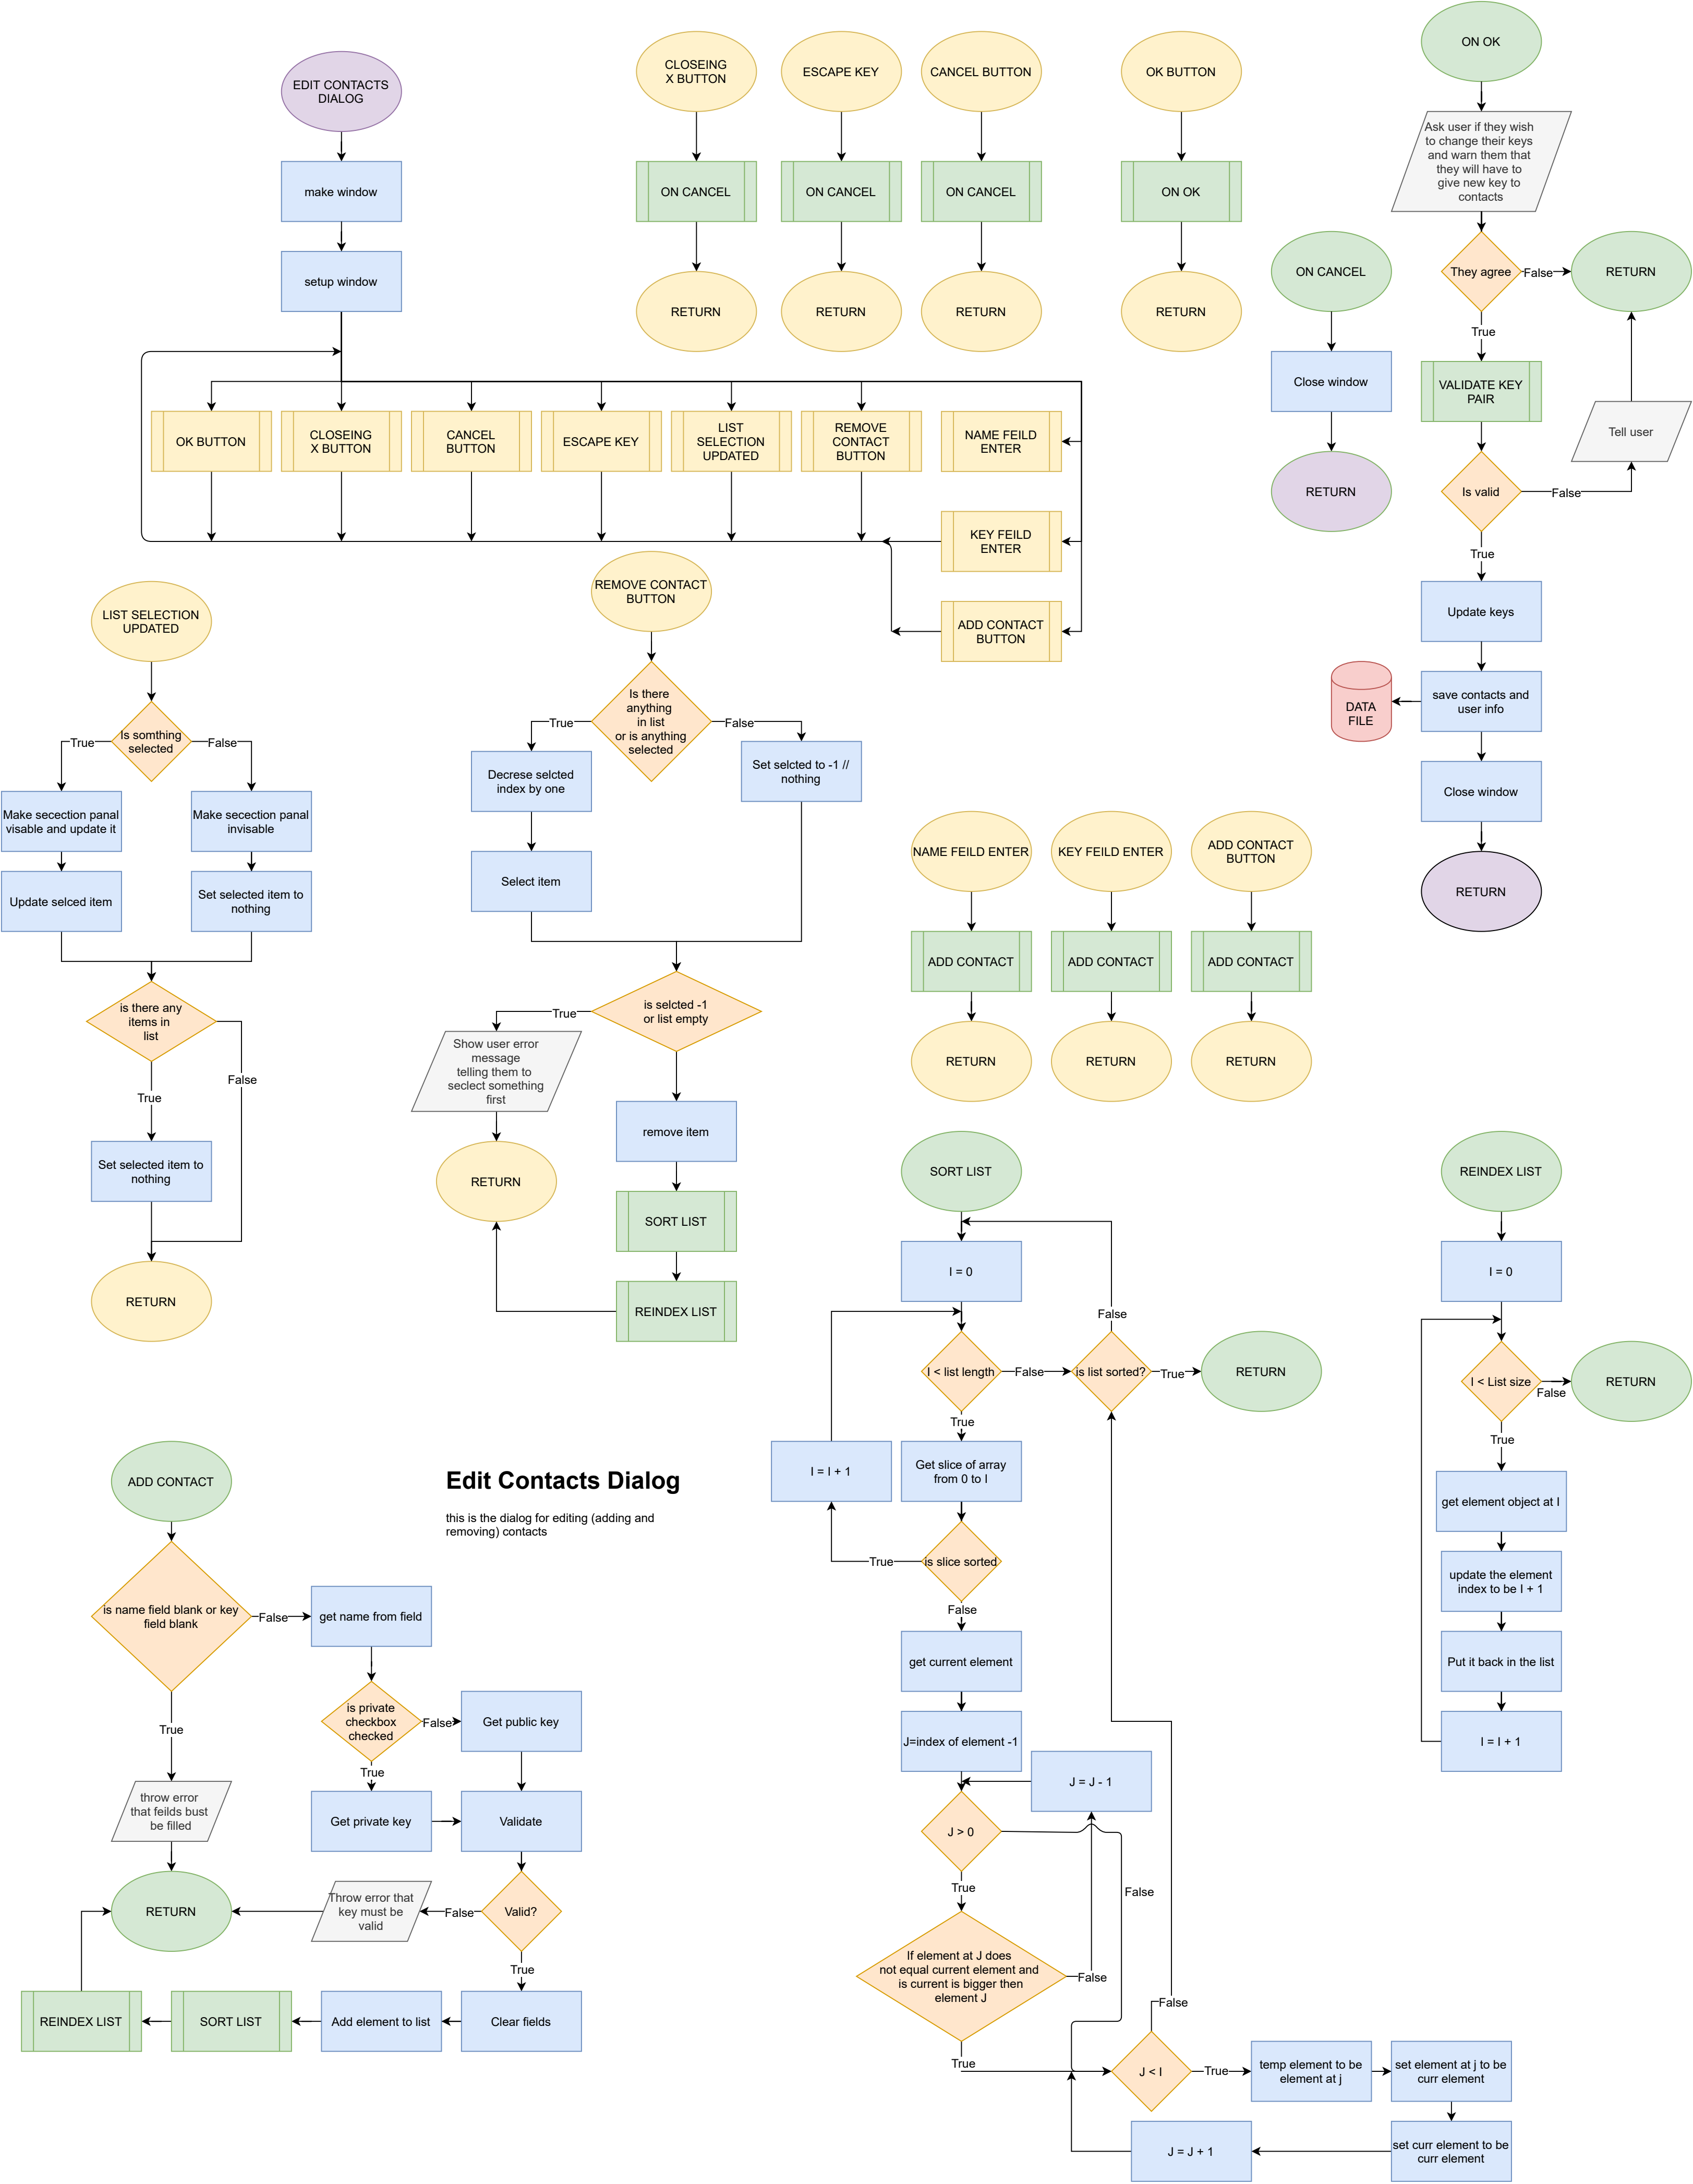 EDIT CONTACTS
DIALOG
make window
setup window
CLOSEING
X BUTTON
ESCAPE KEY
CANCEL BUTTON
OK BUTTON
ON CANCEL
ON CANCEL
ON CANCEL
ON OK
RETURN
RETURN
RETURN
RETURN
ON OK
Ask user if they wish
to change their keys
and warn them that
they will have to
give new key to
contacts
They agree
False
RETURN
True
VALIDATE KEY
PAIR
Tell user
Is valid
False
True
Update keys
save contacts and
user info
DATA
FILE
Close window
RETURN
ON CANCEL
Close window
RETURN
OK BUTTON
CLOSEING
X BUTTON
CANCEL
BUTTON
ESCAPE KEY
LIST
SELECTION
UPDATED
REMOVE
CONTACT
BUTTON
NAME FEILD
ENTER
KEY FEILD
ENTER
ADD CONTACT
BUTTON
LIST SELECTION
UPDATED
Is somthing
selected
True
False
Make secection panal
visable and update it
Make secection panal
invisable
Update selced item
Set selected item to
nothing
is there any
items in
list
False
True
Set selected item to
nothing
RETURN
REMOVE CONTACT
BUTTON
Is there
anything
in list
or is anything
selected
True
False
Decrese selcted
index by one
Set selcted to -1 //
nothing
Select item
is selcted -1
or list empty
True
Show user error
message
telling them to
seclect something
first
remove item
RETURN
SORT LIST
REINDEX LIST
NAME FEILD ENTER
KEY FEILD ENTER
ADD CONTACT
BUTTON
ADD CONTACT
ADD CONTACT
ADD CONTACT
RETURN
RETURN
RETURN
SORT LIST
I = 0
False
I < list length
False
is list sorted?
True
RETURN
True
I = I + 1
Get slice of array
from 0 to I
True
is slice sorted
False
get current element
J=index of element -1
J = J - 1
J > 0
True
False
If element at J does
not equal current element and
is current is bigger then
element J
False
False
True
J < I
True
temp element to be
element at j
set element at j to be
curr element
J = J + 1
set curr element to be
curr element
REINDEX LIST
I = 0
I < List size
False
RETURN
True
get element object at I
update the element
index to be I + 1
Put it back in the list
I = I + 1
Edit Contacts Dialog
this is the dialog for editing (adding and
removing) contacts
ADD CONTACT
is name field blank or key
field blank
False
get name from field
is private
checkbox
checked
False
Get public key
True
True
throw error
that feilds bust
be filled
Get private key
Validate
RETURN
Throw error that
key must be
valid
False
Valid?
True
REINDEX LIST
SORT LIST
Add element to list
Clear fields